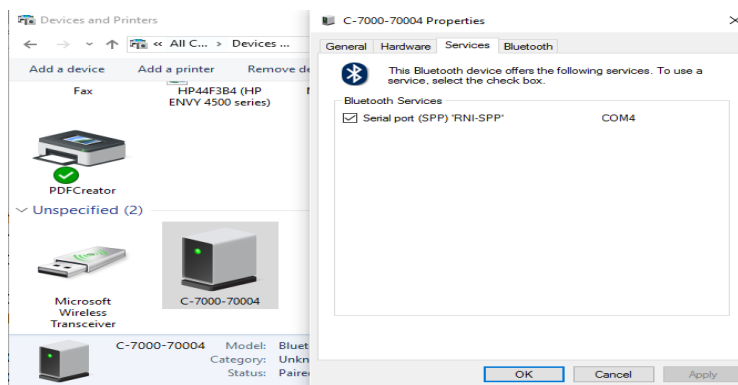 Devices and Printers
« All C... › Devices ...
Add a device Add a printer Remove de
Fax
HP44F3B4 (HP
ENVY 4500 series)
PDFCreator
Unspecified (2)
Microsoft
Wireless
Transceiver
C-7000-70004
C-7000-70004 Model: Bluet
Category: Unkn
Status: Paire
C-7000-70004 Properties
General Hardware Services Bluetooth
This Bluetooth device offers the following services. To use a
service, select the check box.
Bluetooth Services
Serial port (SPP) 'RNI-SPP' COM4
OK Cancel Apply